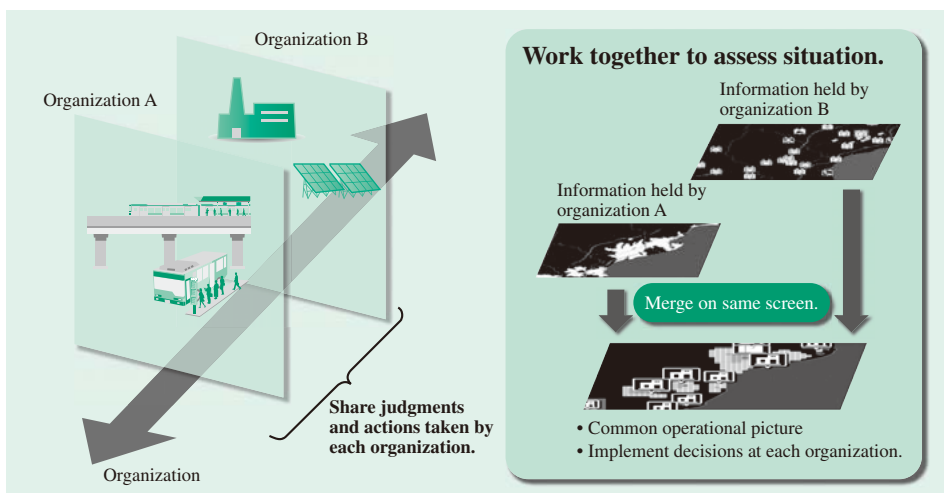 Organization B
Organization A
Share judgments
and actions taken by
each organization.
Organization
Work together to assess situation.
Information held by
organization B
Information held by
organization A
Merge on same screen.
• Common operational picture
• Implement decisions at each organization.